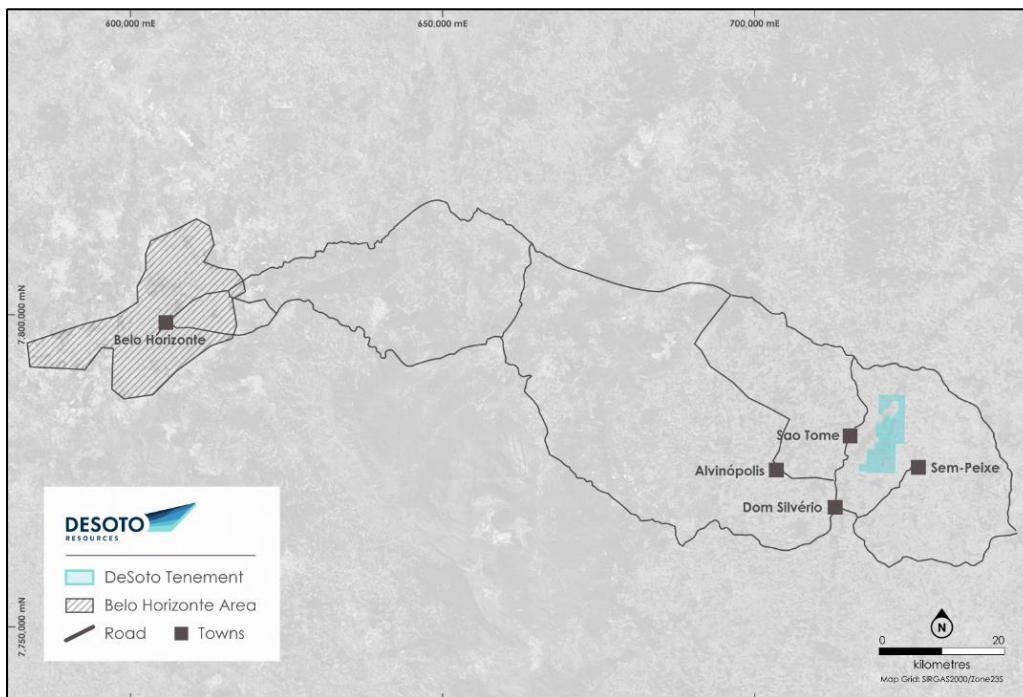 600,000 mE
650,000 mE
700,000 mE
7,800,000 mN
Belo Horizonte
Sao Tome
Alvinópolis
Sem-Peixe
Dom Silvério
DESOTO
RESOURCES
DeSoto Tenement
Belo Horizonte Area
Road
Towns
7,750,000 mN
N
0
20
kilometres
Map Grid: SIRGAS2000/Zone23S